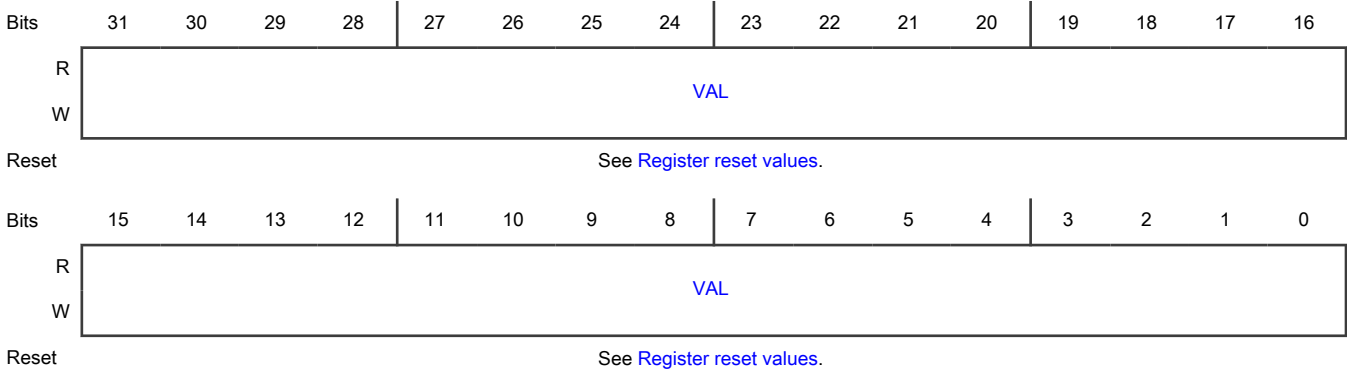 Bits 31 30 29 28 27 26 25 24 23 22 21 20 19 18 17 16
R
VAL
W
Reset See Register reset values.
Bits 15 14 13 12 11 10 9 8 7 6 5 4 3 2 1 0
R
VAL
W
Reset See Register reset values.